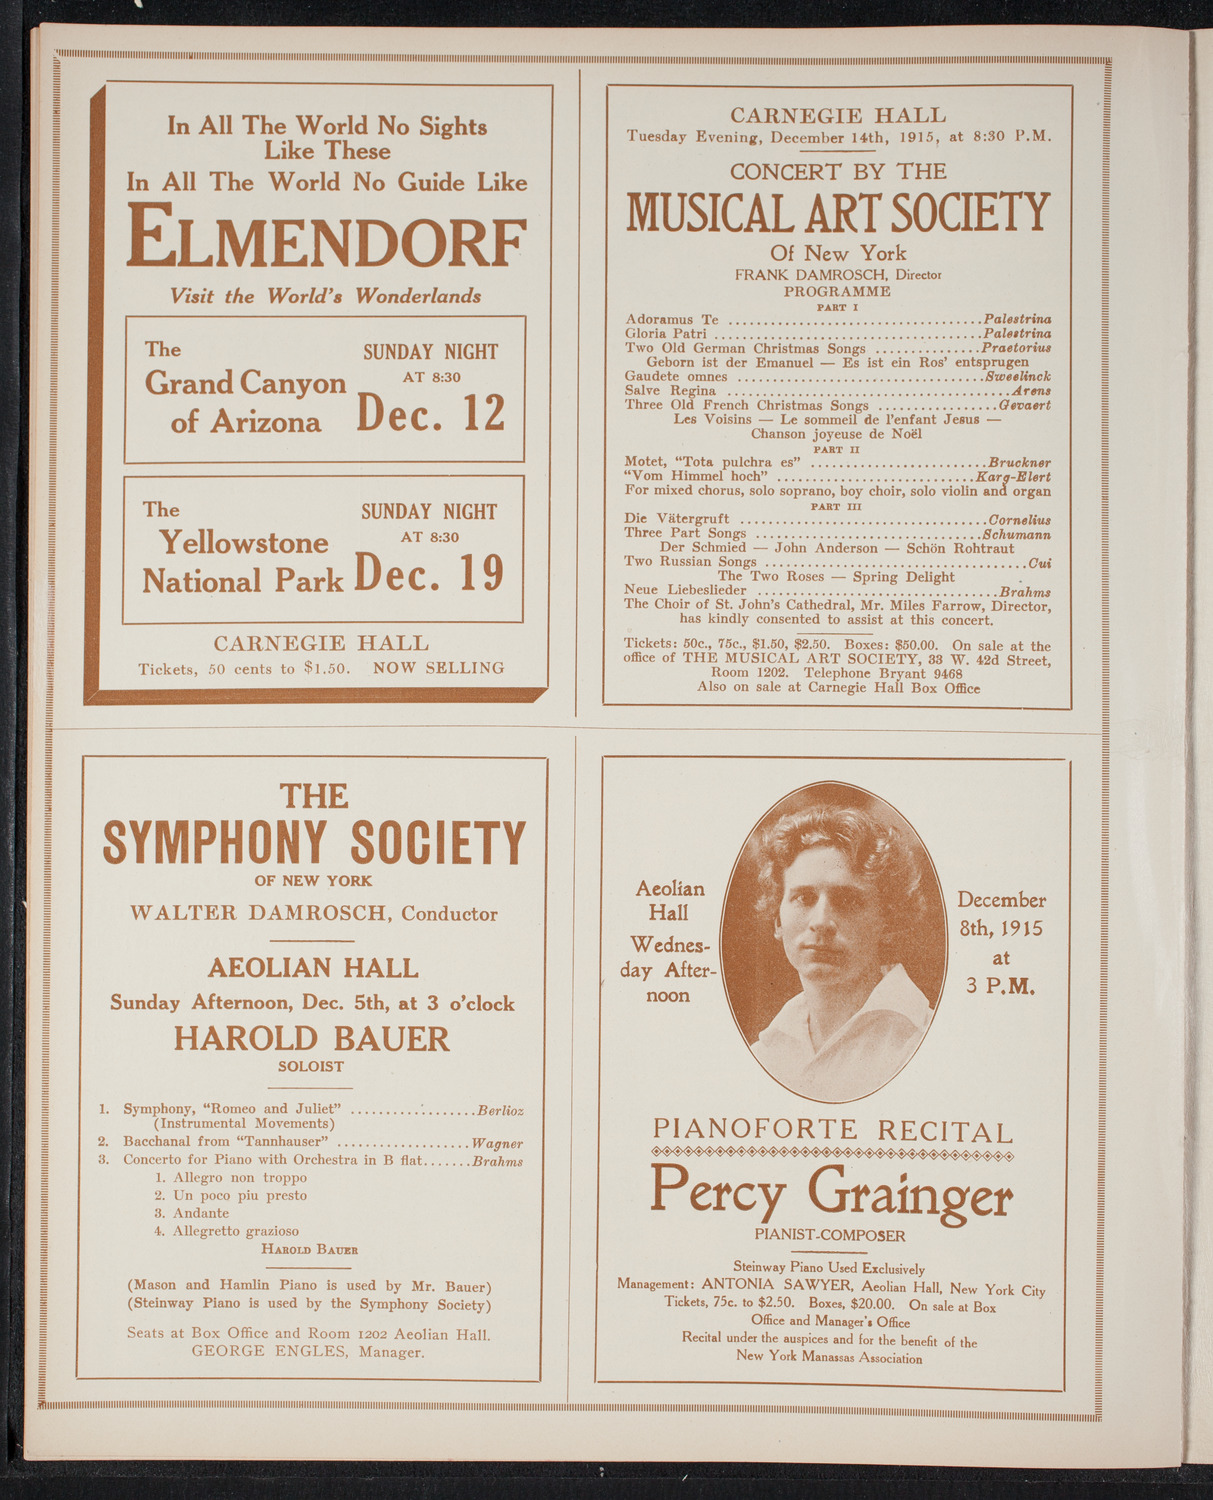 In All The World No Sights
Like These
In All The World No Guide Like
ELMENDORF
Visit the World's Wonderlands
The
Grand Canyon
of Arizona
SUNDAY NIGHT
AT 8:30
Dec. 12
The
Yellowstone
National Park
SUNDAY NIGHT
AT 8:30
Dec. 19
CARNEGIE HALL
Tickets, 50 cents to $1.50. NOW SELLING
CARNEGIE HALL
Tuesday Evening, December 14th, 1915, at 8:30 P.M.
CONCERT BY THE
MUSICAL ART SOCIETY
Of New York
FRANK DAMROSCH, Director
PROGRAMME
PART I
Adoramus Te ................................Palestrina
Gloria Patri ................................Palestrina
Two Old German Christmas Songs ...............Praetorius
Geborn ist der Emanuel — Es ist ein Ros' entsprugen
Gaudete omnes ...................................Sweelinck
Salve Regina ........................................Arens
Three Old French Christmas Songs .................Gevaert
Les Voisins — Le sommeil de l'enfant Jesus —
Chanson joyeuse de Noël
PART II
Motet, "Tota pulchra es" .........................Bruckner
"Vom Himmel hoch" ............................Karg-Elert
For mixed chorus, solo soprano, boy choir, solo violin and organ
PART III
Die Vätergruft ...................................Cornelius
Three Part Songs ................................Schumann
Der Schmied — John Anderson — Schön Rohtraut
Two Russian Songs .....................................Cui
The Two Roses — Spring Delight
Neue Liebeslieder ..................................Brahms
The Choir of St. John's Cathedral, Mr. Miles Farrow, Director,
has kindly consented to assist at this concert.
Tickets: 50c., 75c., $1.50, $2.50. Boxes: $50.00. On sale at the
office of THE MUSICAL ART SOCIETY, 33 W. 42d Street,
Room 1202. Telephone Bryant 9468
Also on sale at Carnegie Hall Box Office
THE
SYMPHONY SOCIETY
OF NEW YORK
WALTER DAMROSCH, Conductor
AEOLIAN HALL
Sunday Afternoon, Dec. 5th, at 3 o'clock
HAROLD BAUER
SOLOIST
1. Symphony, "Romeo and Juliet" ..................Berlioz
(Instrumental Movements)
2. Bacchanal from "Tannhauser" ...................Wagner
3. Concerto for Piano with Orchestra in B flat.......Brahms
1. Allegro non troppo
2. Un poco piu presto
3. Andante
4. Allegretto grazioso
HAROLD BAUER
(Mason and Hamlin Piano is used by Mr. Bauer)
(Steinway Piano is used by the Symphony Society)
Seats at Box Office and Room 1202 Aeolian Hall.
GEORGE ENGLES, Manager.
Aeolian
Hall
Wednes-
day After-
noon
December
8th, 1915
at
3 P.M.
PIANOFORTE RECITAL
Percy Grainger
PIANIST-COMPOSER
Steinway Piano Used Exclusively
Management: ANTONIA SAWYER, Aeolian Hall, New York City
Tickets, 75c. to $2.50. Boxes, $20.00. On sale at Box
Office and Manager's Office
Recital under the auspices and for the benefit of the
New York Manassas Association